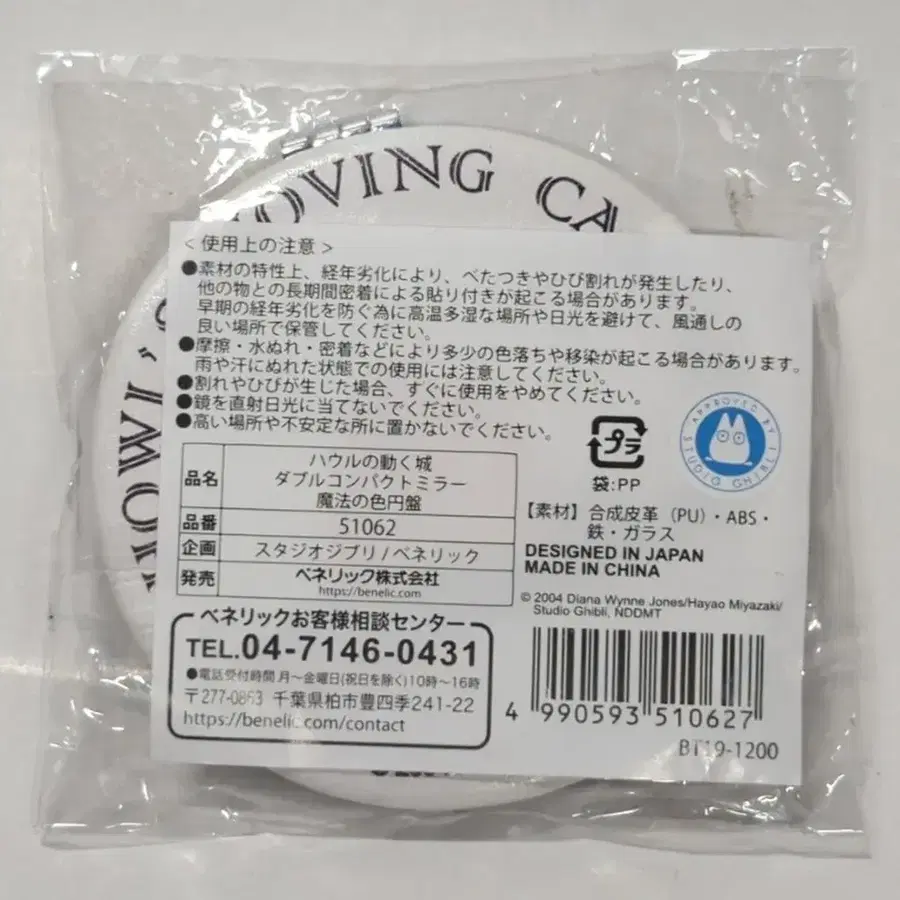 HOWL'S
OVING CA
< 使用上の注意 >
●素材の特性上、経年劣化により、べたつきやひび割れが発生したり、
他の物との長期間密着による貼り付きが起こる場合があります。
早期の経年劣化を防ぐ為に高温多湿な場所や日光を避けて、風通しの
良い場所で保管してください。
●摩擦・水ぬれ・密着などにより多少の色落ちや移染が起こる場合があります。
雨や汗にぬれた状態での使用には注意してください。
●割れやひびが生じた場合、すぐに使用をやめてください。
●鏡を直射日光に当てないでください。
●高い場所や不安定な所に置かないでください。
品名
ハウルの動く城
ダブルコンパクトミラー
魔法の色円盤
品番 51062
企画 スタジオジブリ/ベネリック
発売 ベネリック株式会社
https://benelic.com
プラ
袋:PP
APPROVED BY
STUDIO GHIBLI
【素材】合成皮革（PU）・ABS・
鉄・ガラス
DESIGNED IN JAPAN
MADE IN CHINA
© 2004 Diana Wynne Jones/Hayao Miyazaki/
Studio Ghibli, NDDMT
ベネリックお客様相談センター
TEL.04-7146-0431
●電話受付時間 月〜金曜日(祝日を除く)10時〜16時
〒277-0863 千葉県柏市豊四季241-22
https://benelic.com/contact
4 990593 510627
BT19-1200